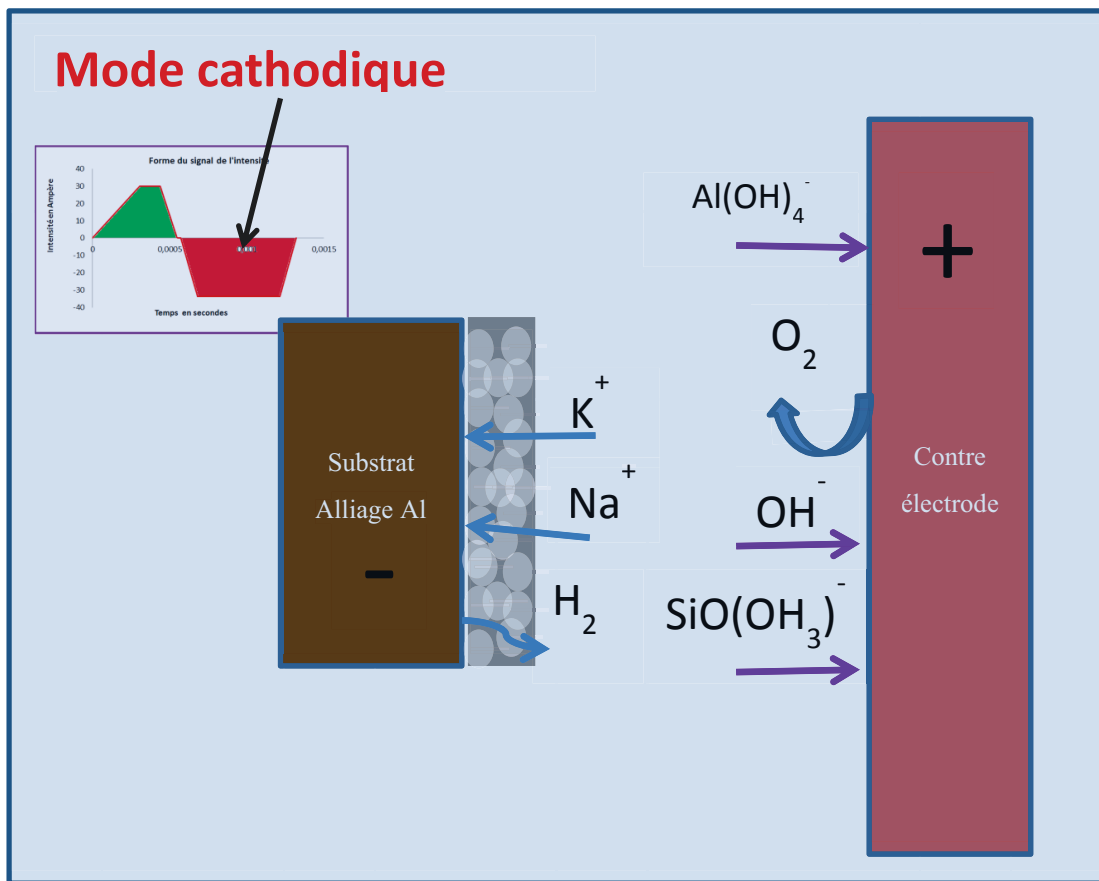 Mode cathodique
Forme du signal de l'intensité
Intensité en Ampère
40
30
20
10
0
-10
-20
-30
-40
0
0,0005
0,0015
Temps en secondes
Al(OH)₄⁻
+
O₂
K⁺
Substrat
Alliage Al
-
Contre
électrode
Na⁺
OH⁻
H₂
SiO(OH₃)⁻